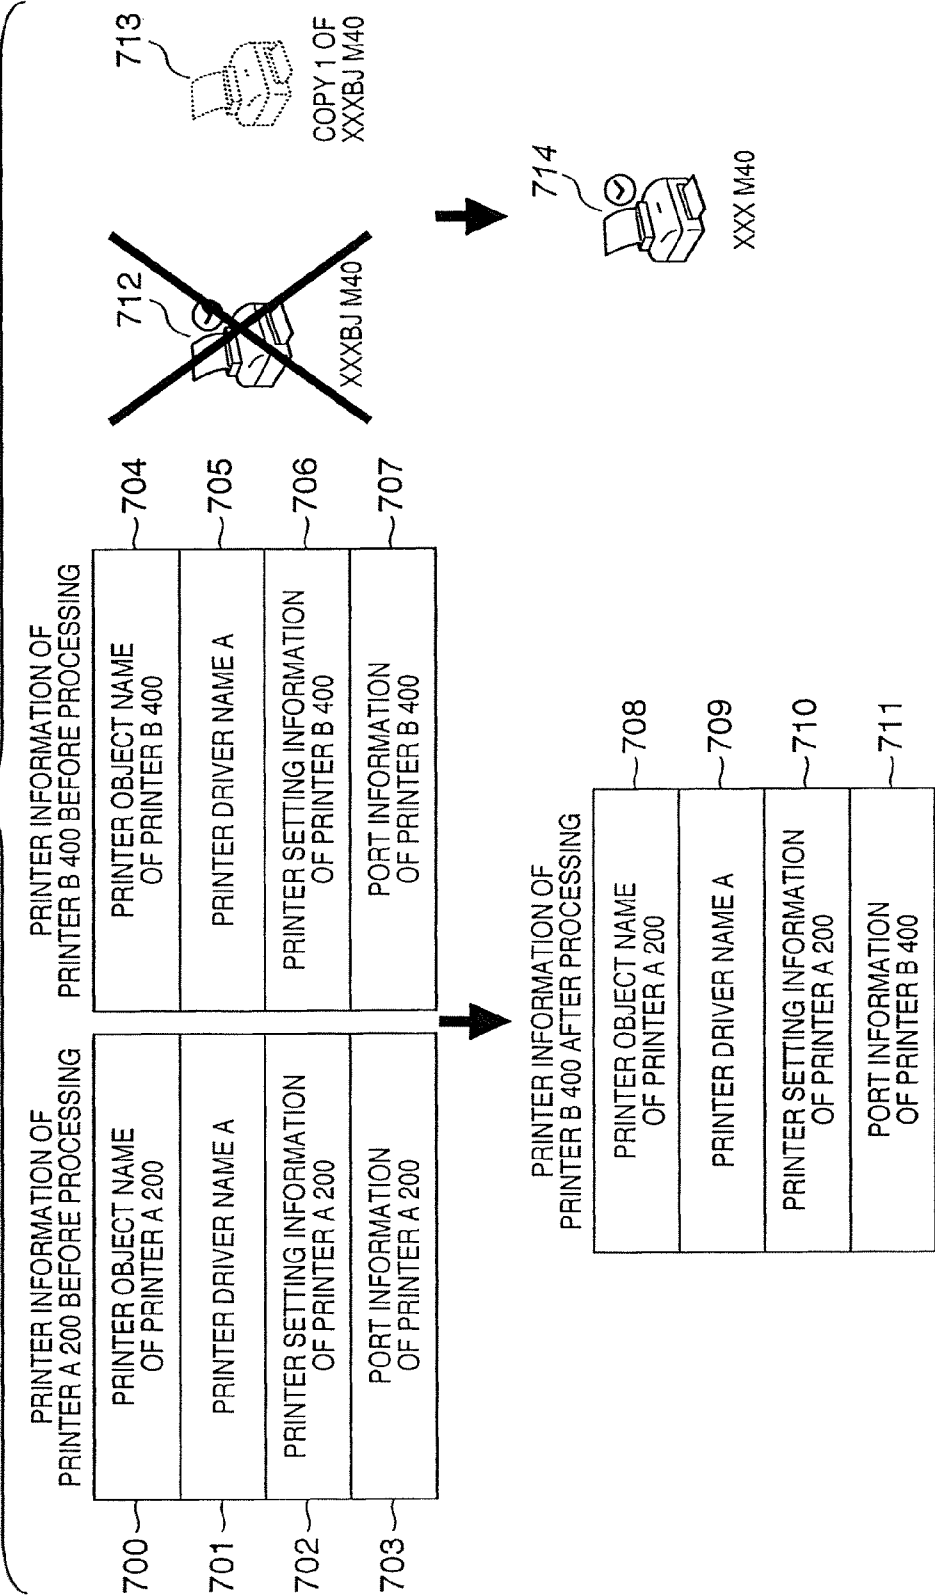 PRINTER INFORMATION OF
PRINTER A 200 BEFORE PROCESSING
700
PRINTER OBJECT NAME
OF PRINTER A 200
701
PRINTER DRIVER NAME A
702
PRINTER SETTING INFORMATION
OF PRINTER A 200
703
PORT INFORMATION
OF PRINTER A 200
PRINTER INFORMATION OF
PRINTER B 400 BEFORE PROCESSING
PRINTER OBJECT NAME
OF PRINTER B 400
704
PRINTER DRIVER NAME A
705
PRINTER SETTING INFORMATION
OF PRINTER B 400
706
PORT INFORMATION
OF PRINTER B 400
707
712
XXXBJ M40
713
COPY 1 OF
XXXBJ M40
PRINTER INFORMATION OF
PRINTER B 400 AFTER PROCESSING
PRINTER OBJECT NAME
OF PRINTER A 200
708
PRINTER DRIVER NAME A
709
PRINTER SETTING INFORMATION
OF PRINTER A 200
710
PORT INFORMATION
OF PRINTER B 400
711
714
XXX M40